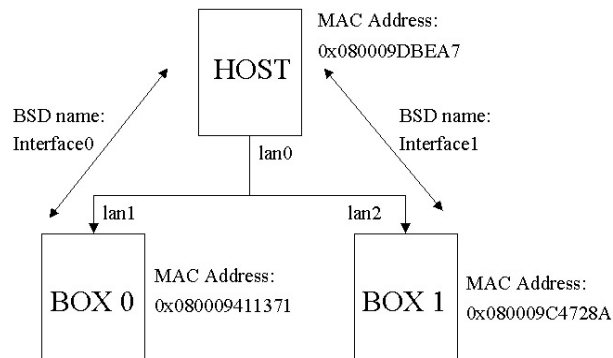 MAC Address:
0x080009DBEA7
HOST
BSD name:
Interface0
BSD name:
Interface1
lan0
lan1
lan2
BOX 0
MAC Address:
0x080009411371
BOX 1
MAC Address:
0x080009C4728A